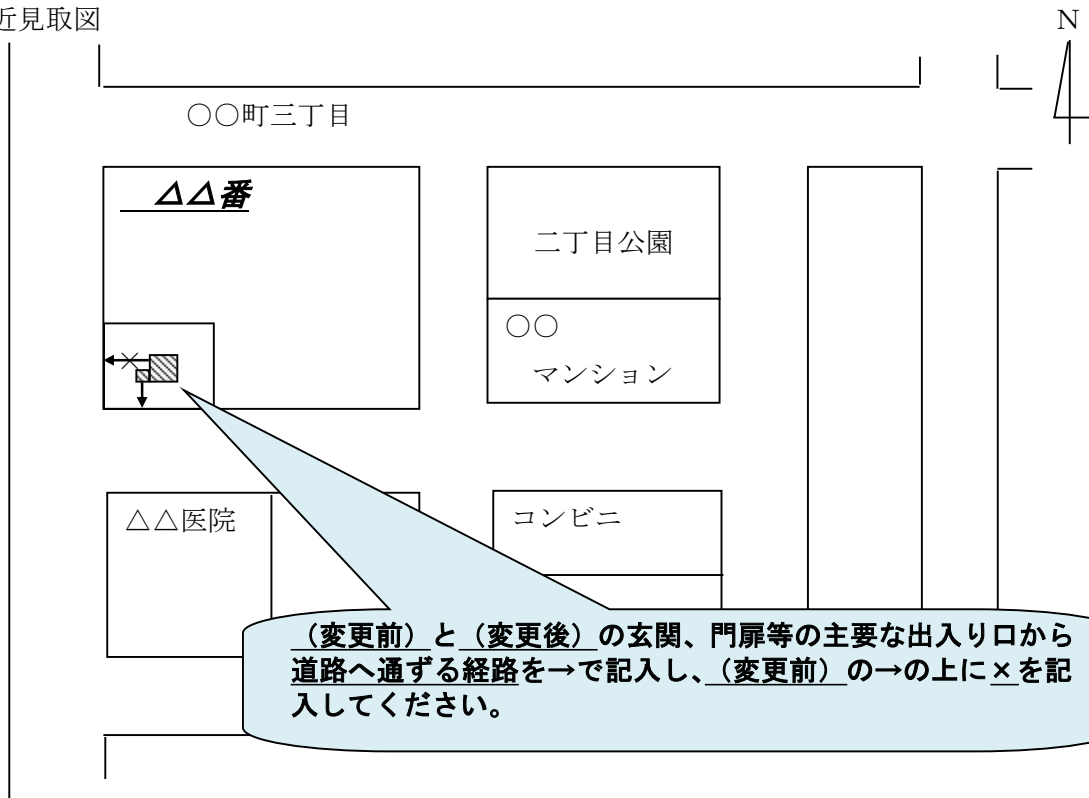 近見取図
N
○○町三丁目
△△番
二丁目公園
○○
マンション
△△医院
コンビニ
（変更前）と（変更後）の玄関、門扉等の主要な出入り口から
道路へ通ずる経路を→で記入し、（変更前）の→の上に×を記
入してください。